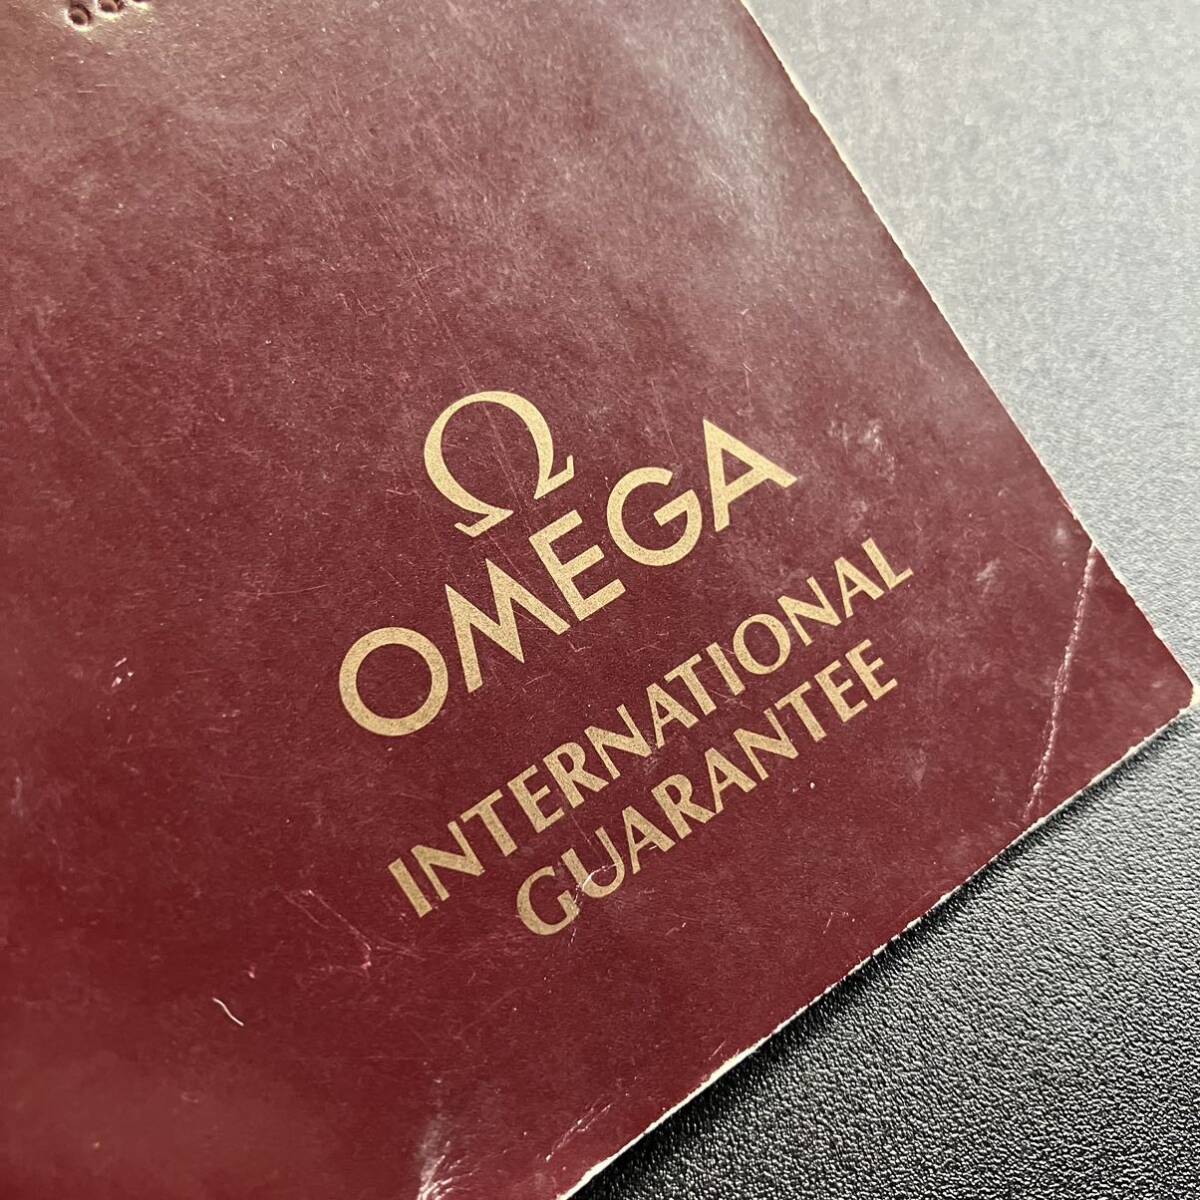 Ω
OMEGA
INTERNATIONAL
GUARANTEE